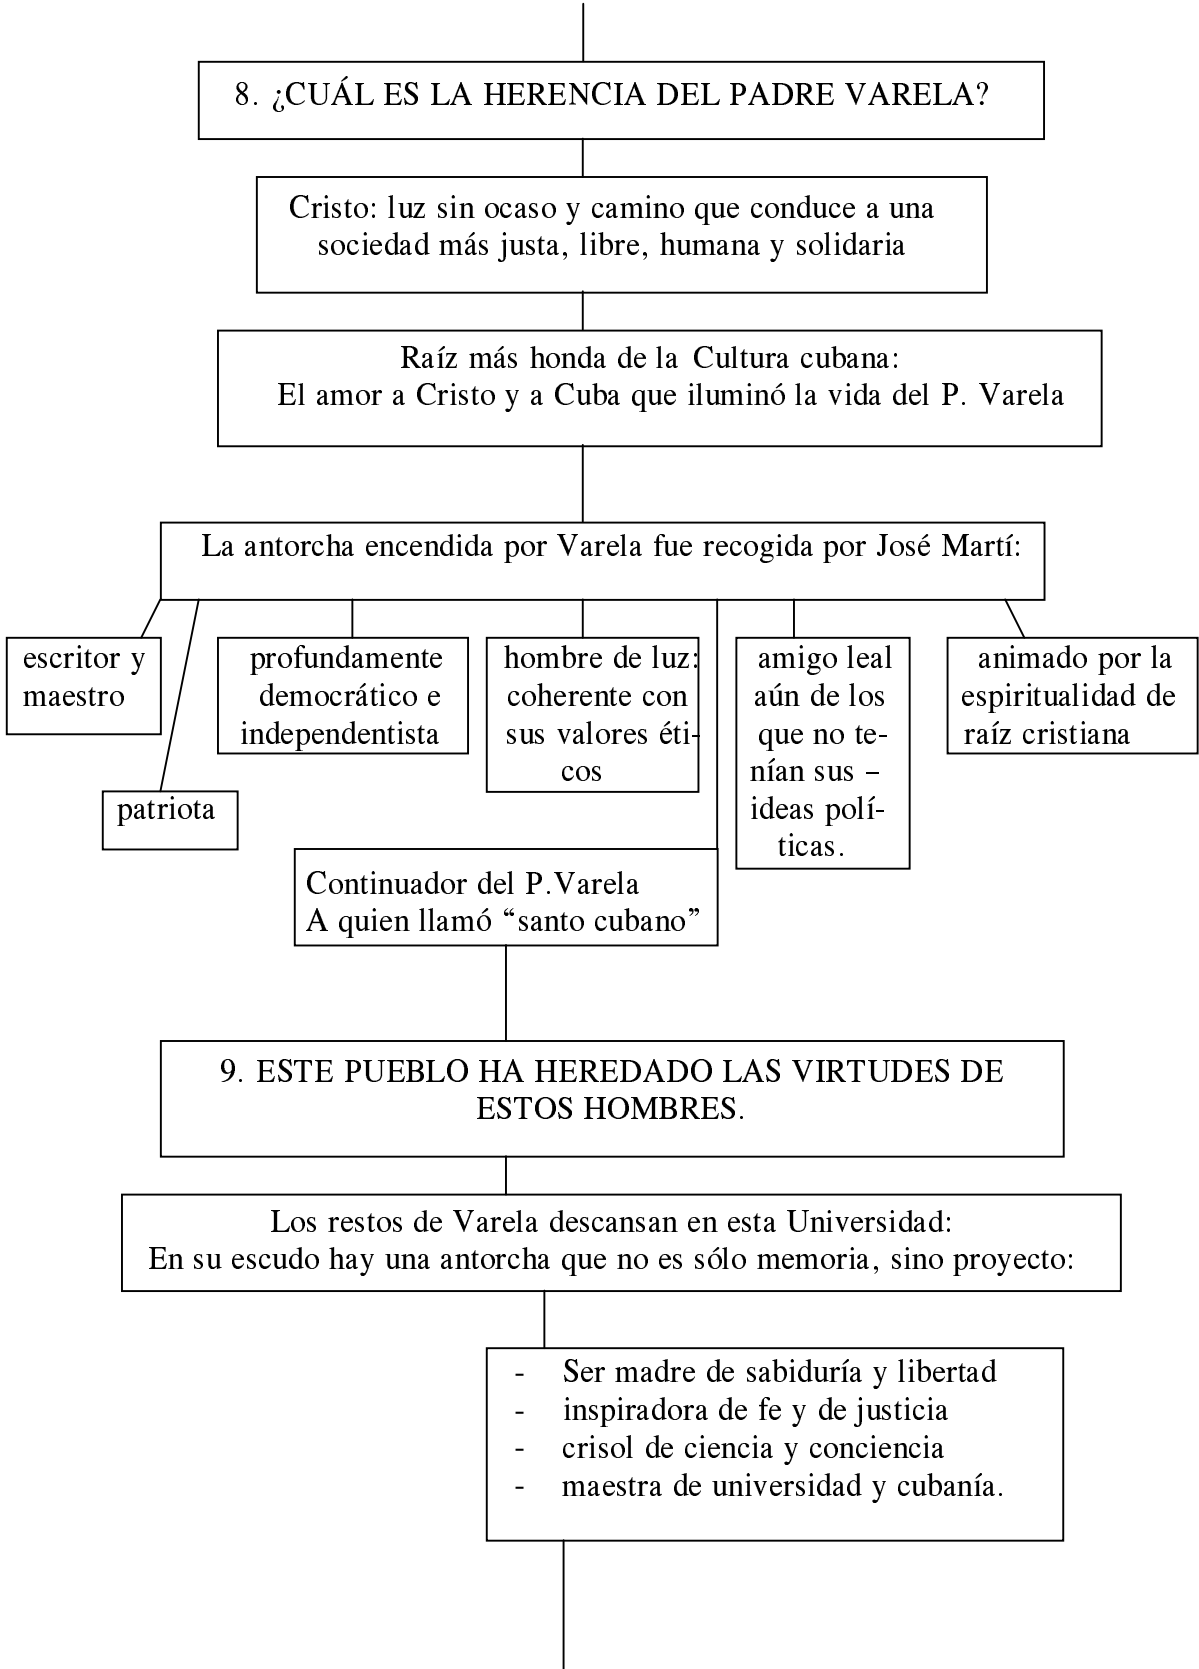 8. ¿CUÁL ES LA HERENCIA DEL PADRE VARELA?
Cristo: luz sin ocaso y camino que conduce a una
sociedad más justa, libre, humana y solidaria
Raíz más honda de la Cultura cubana:
El amor a Cristo y a Cuba que iluminó la vida del P. Varela
La antorcha encendida por Varela fue recogida por José Martí:
escritor y
maestro
patriota
profundamente
democrático e
independentista
hombre de luz:
coherente con
sus valores éti-
cos
Continuador del P.Varela
A quien llamó “santo cubano”
amigo leal
aún de los
que no te-
nían sus –
ideas polí-
ticas.
animado por la
espiritualidad de
raíz cristiana
9. ESTE PUEBLO HA HEREDADO LAS VIRTUDES DE
ESTOS HOMBRES.
Los restos de Varela descansan en esta Universidad:
En su escudo hay una antorcha que no es sólo memoria, sino proyecto:
- Ser madre de sabiduría y libertad
- inspiradora de fe y de justicia
- crisol de ciencia y conciencia
- maestra de universidad y cubanía.